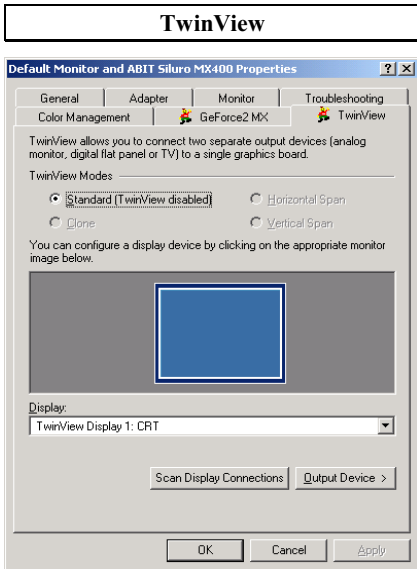 TwinView
Default Monitor and ABIT Siluro MX400 Properties
General Adapter Monitor Troubleshooting
Color Management GeForce2 MX TwinView
TwinView allows you to connect two separate output devices (analog
monitor, digital flat panel or TV) to a single graphics board.
TwinView Modes
Standard (TwinView disabled) Horizontal Span
Clone Vertical Span
You can configure a display device by clicking on the appropriate monitor
image below.
Display:
TwinView Display 1: CRT
Scan Display Connections Output Device >
OK Cancel Apply